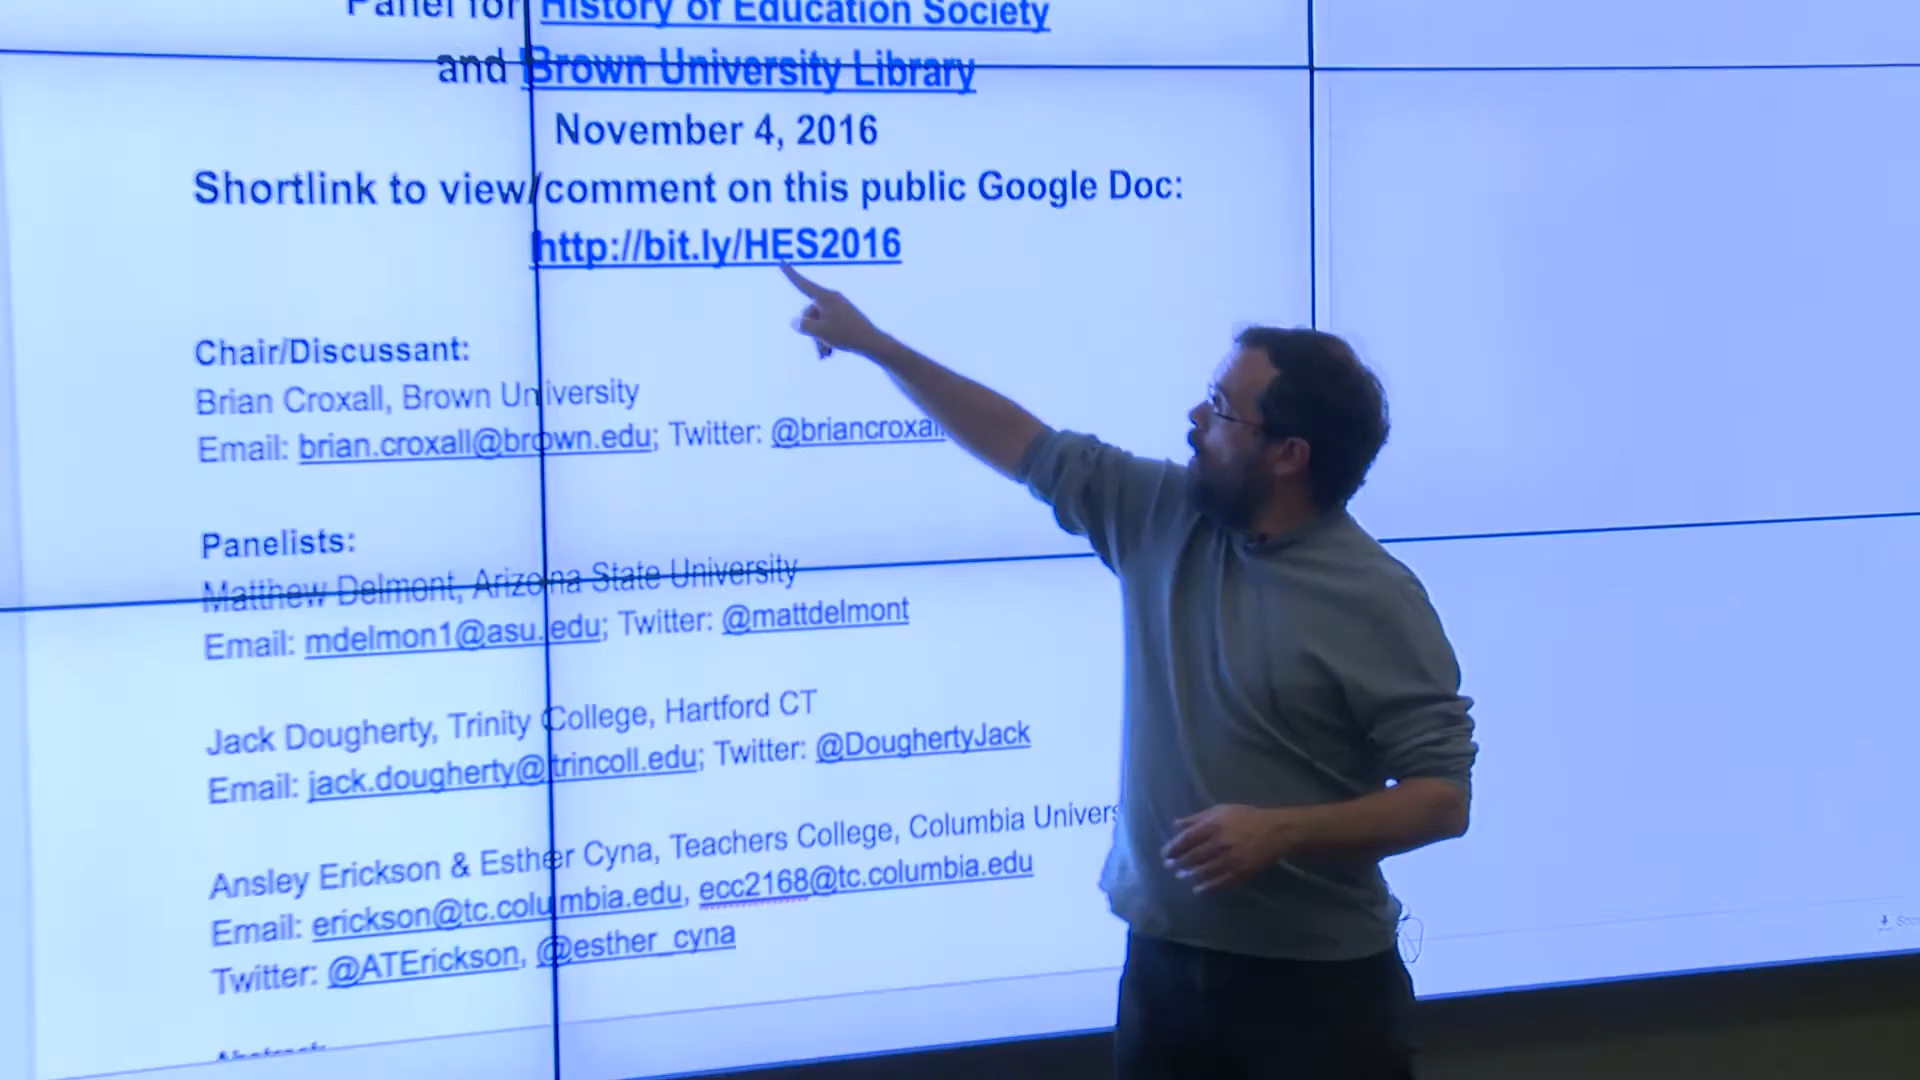 Panel for History of Education Society
and Brown University Library
November 4, 2016
Shortlink to view/comment on this public Google Doc:
http://bit.ly/HES2016
Chair/Discussant:
Brian Croxall, Brown University
Email: brian.croxall@brown.edu; Twitter: @briancroxal
Panelists:
Matthew Delmont, Arizona State University
Email: mdelmon1@asu.edu; Twitter: @mattdelmont
Jack Dougherty, Trinity College, Hartford CT
Email: jack.dougherty@trincoll.edu; Twitter: @DoughertyJack
Ansley Erickson & Esther Cyna, Teachers College, Columbia Univers
Email: erickson@tc.columbia.edu, ecc2168@tc.columbia.edu
Twitter: @ATErickson, @esther_cyna